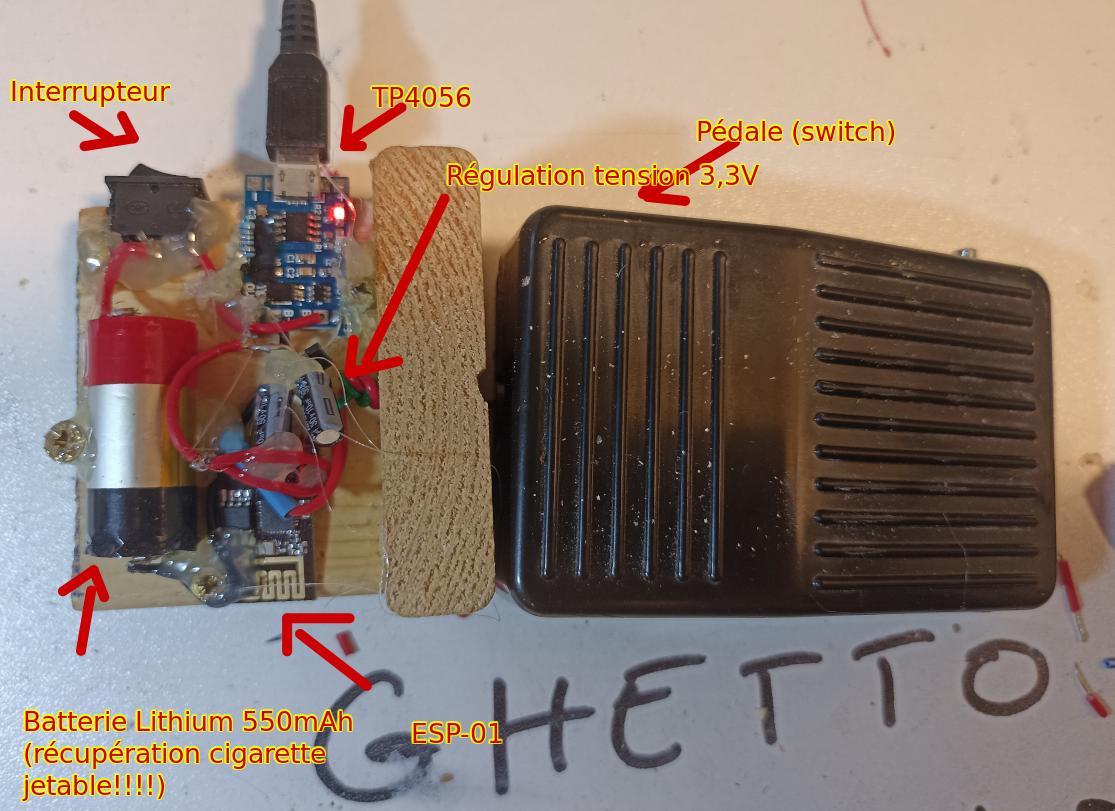 Interrupteur
TP4056
Pédale (switch)
Régulation tension 3,3V
Batterie Lithium 550mAh
(récupération cigarette
jetable!!!!)
ESP-01
GHETTO